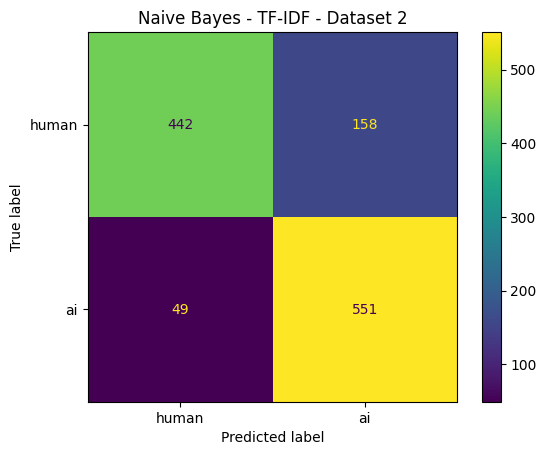 Naive Bayes - TF-IDF - Dataset 2
human
442
158
ai
49
551
human
ai
True label
Predicted label
500
400
300
200
100